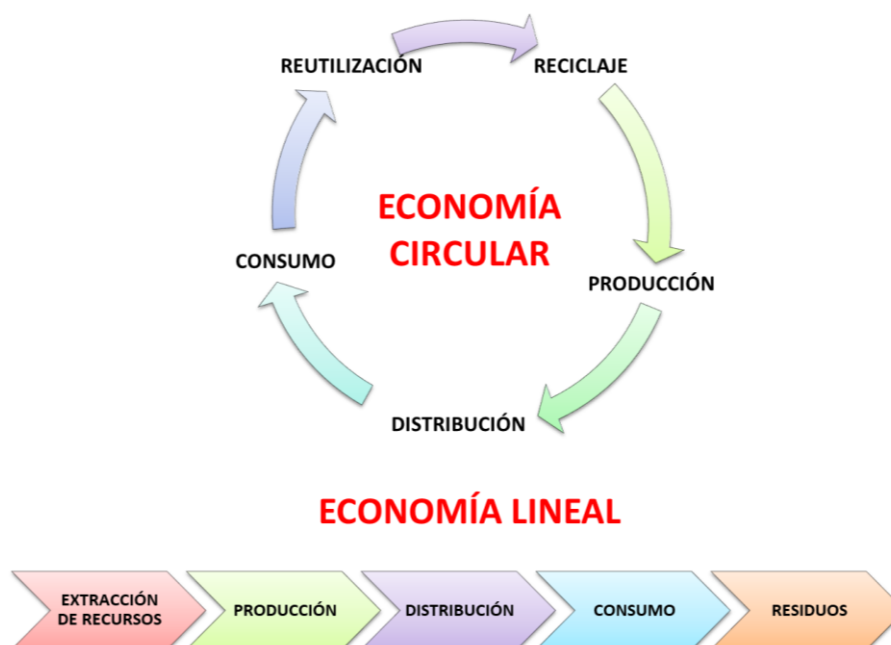 REUTILIZACIÓN
RECICLAJE
ECONOMÍA
CIRCULAR
CONSUMO
PRODUCCIÓN
DISTRIBUCIÓN
ECONOMÍA LINEAL
EXTRACCIÓN
DE RECURSOS
PRODUCCIÓN
DISTRIBUCIÓN
CONSUMO
RESIDUOS